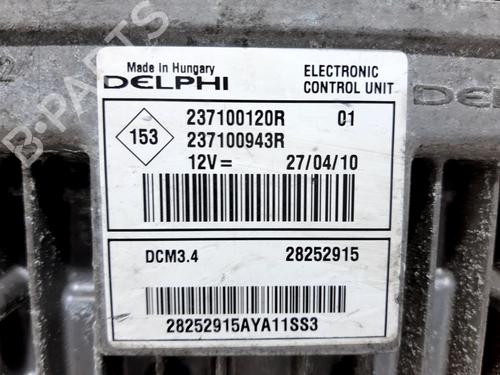 Made in Hungary
DELPHI
ELECTRONIC
CONTROL UNIT
153
237100120R 01
237100943R
12V= 27/04/10
DCM3.4 28252915
28252915AYA11SS3
B-PARTS